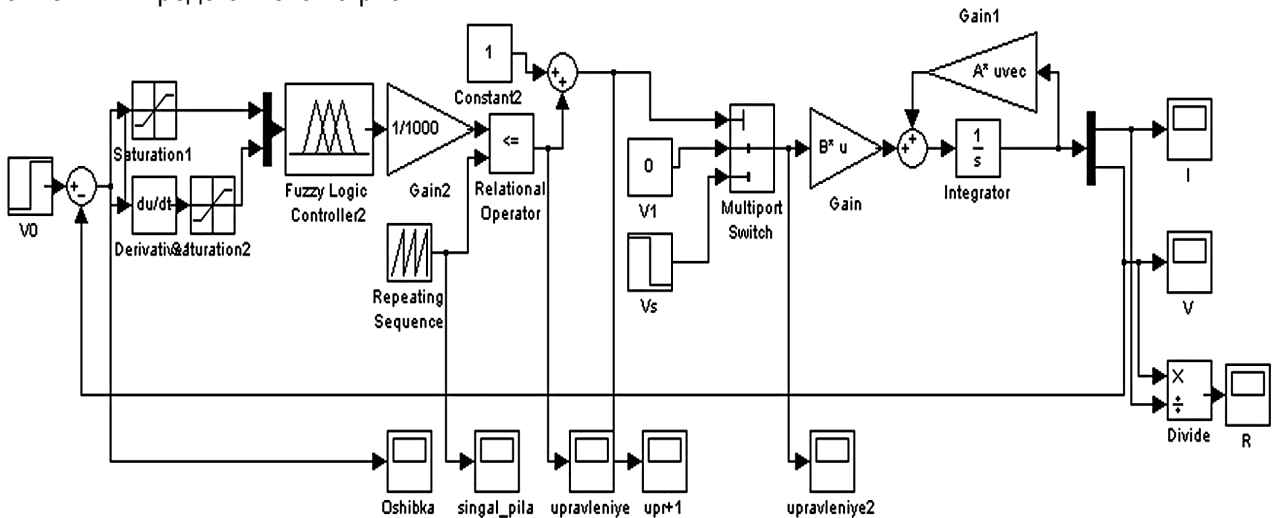 Gain1
A* uvec
1
Constant2
+
+
Saturation1
1/1000
Gain2
<=
Relational
Operator
Fuzzy Logic
Controller2
V0
+
−
du/dt
Derivative
Saturation2
0
V1
Multiport
Switch
B* u
Gain
+
+
1
s
Integrator
I
Repeating
Sequence
Vs
V
×
÷
Divide
R
Oshibka
singal_pila
upravleniye
upr+1
upravleniye2